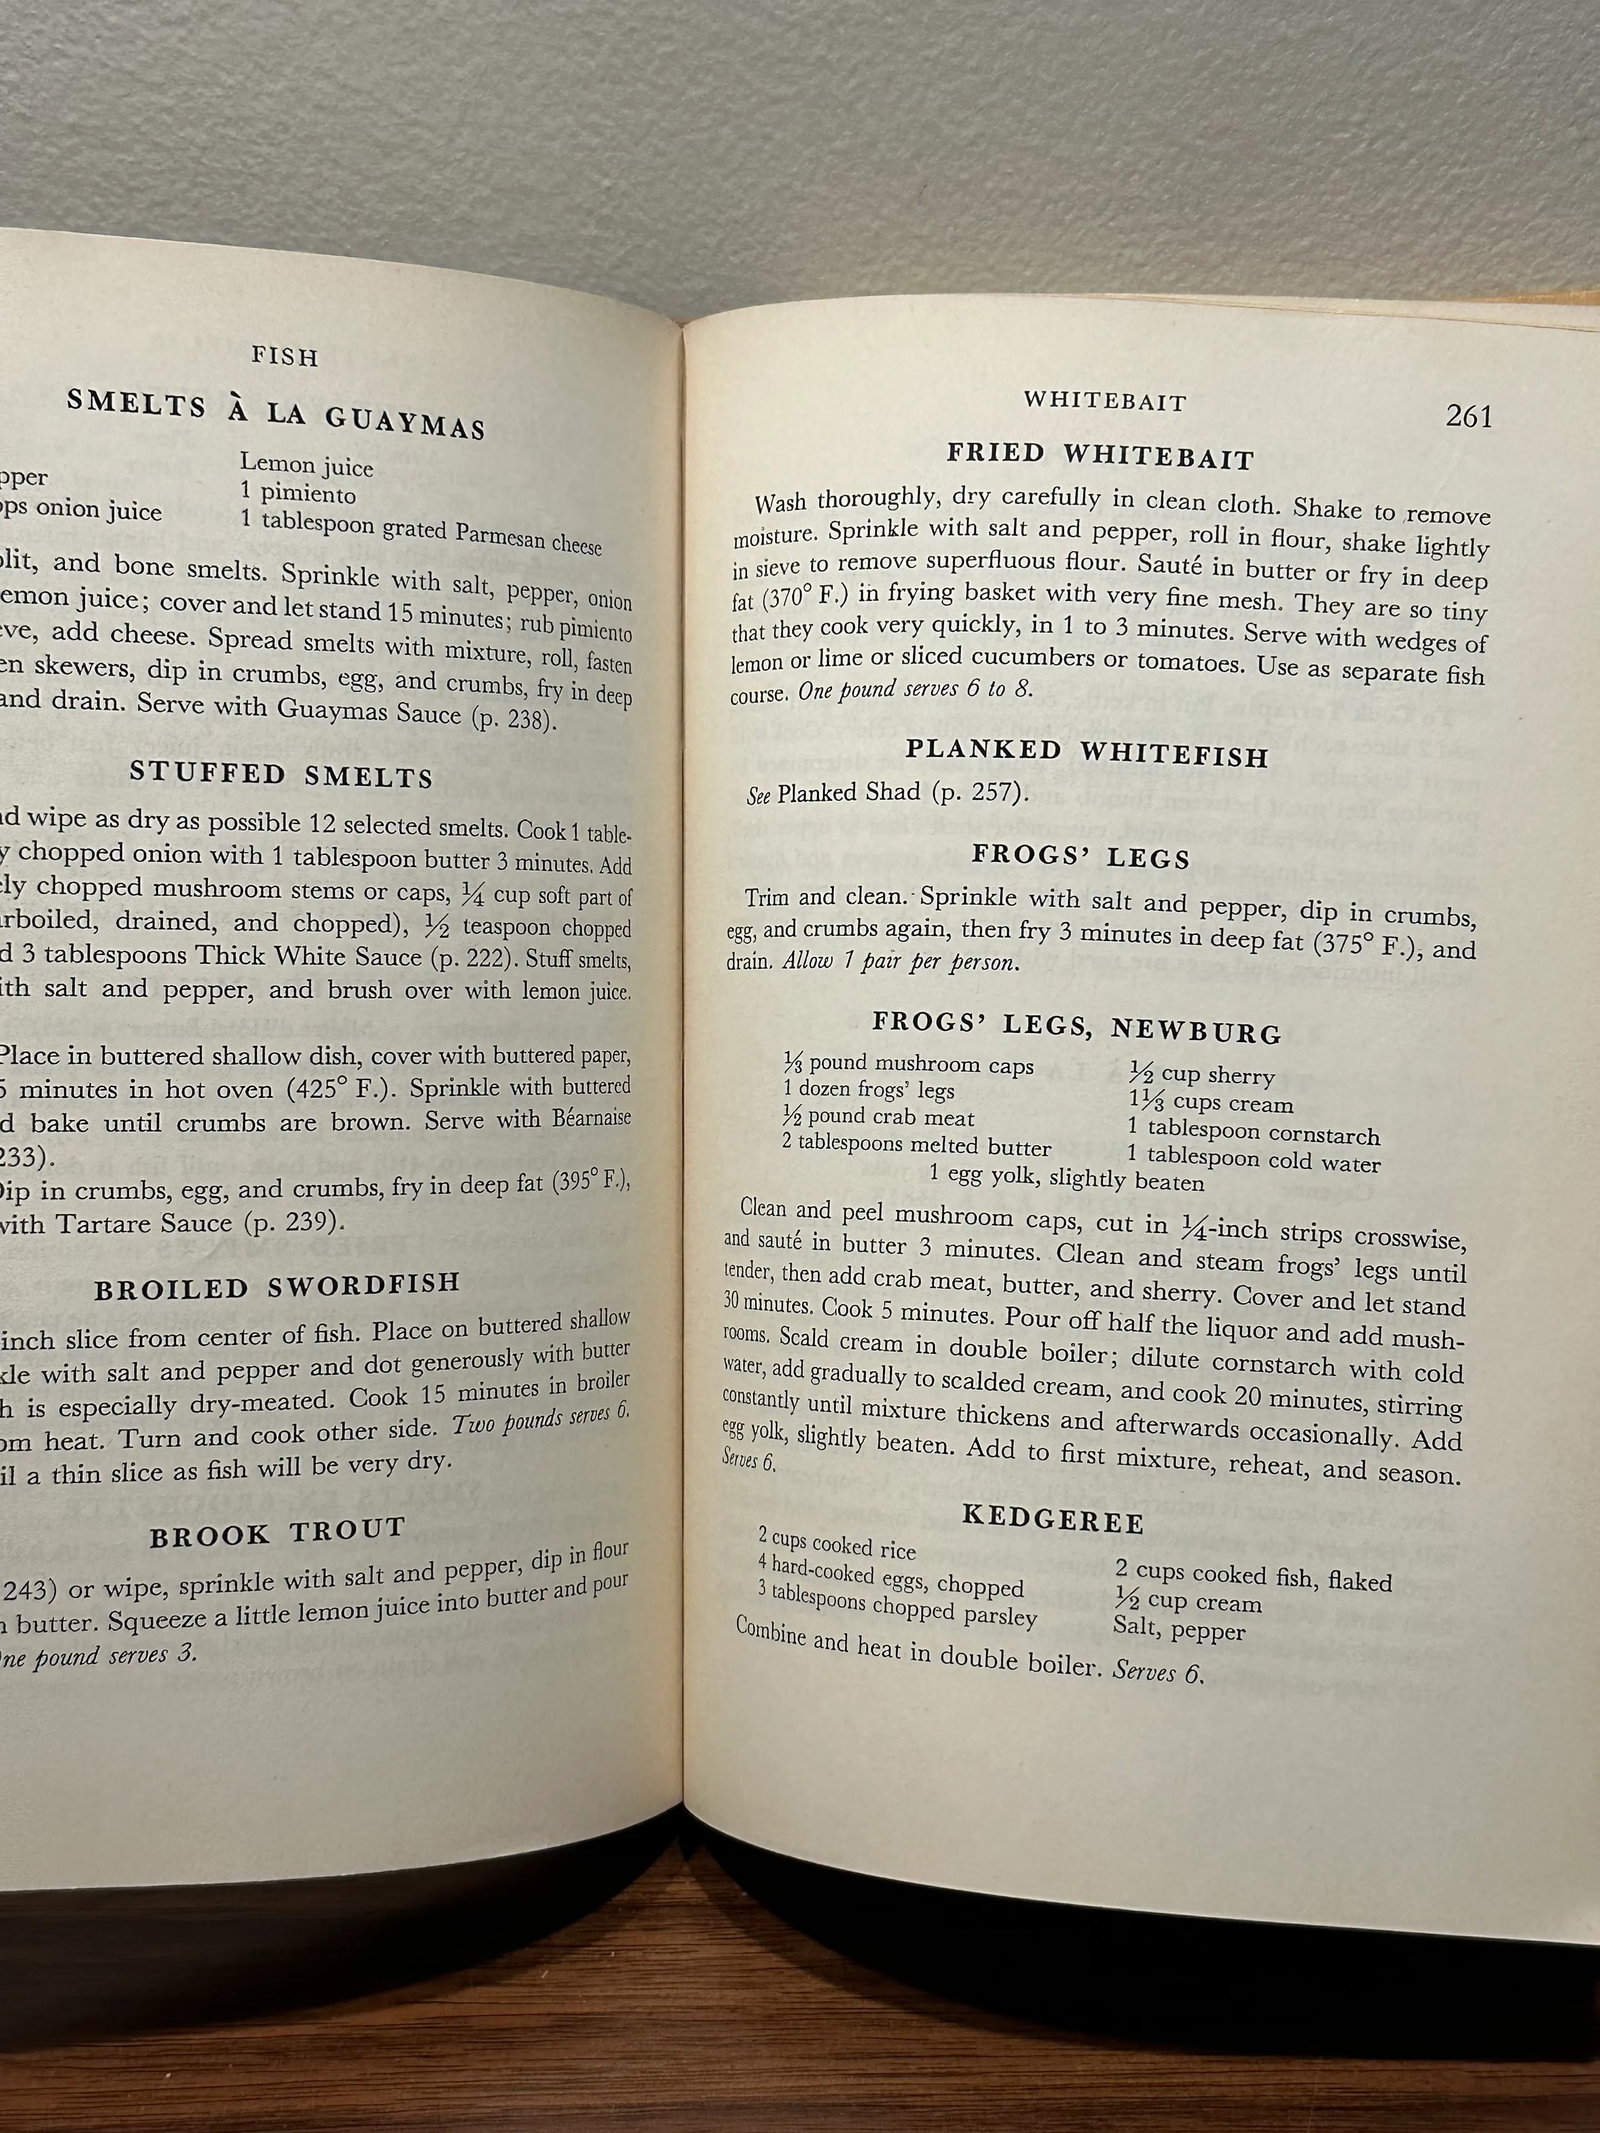 FISH
SMELTS À LA GUAYMAS
Lemon juice
1 pimiento
onion juice
1 tablespoon grated Parmesan cheese
and bone smelts. Sprinkle with salt, pepper, onion
juice; cover and let stand 15 minutes; rub pimiento
add cheese. Spread smelts with mixture, roll, fasten
skewers, dip in crumbs, egg, and crumbs, fry in deep
and drain. Serve with Guaymas Sauce (p. 238).
STUFFED SMELTS
wipe as dry as possible 12 selected smelts. Cook 1 table-
chopped onion with 1 tablespoon butter 3 minutes. Add
chopped mushroom stems or caps, ¼ cup soft part of
drained, and chopped), ½ teaspoon chopped
3 tablespoons Thick White Sauce (p. 222). Stuff smelts,
salt and pepper, and brush over with lemon juice.
Place in buttered shallow dish, cover with buttered paper,
5 minutes in hot oven (425° F.). Sprinkle with buttered
bake until crumbs are brown. Serve with Béarnaise
233).
Dip in crumbs, egg, and crumbs, fry in deep fat (395° F.),
with Tartare Sauce (p. 239).
BROILED SWORDFISH
inch slice from center of fish. Place on buttered shallow
with salt and pepper and dot generously with butter
is especially dry-meated. Cook 15 minutes in broiler
heat. Turn and cook other side. Two pounds serves 6.
a thin slice as fish will be very dry.
BROOK TROUT
243) or wipe, sprinkle with salt and pepper, dip in flour
butter. Squeeze a little lemon juice into butter and pour
One pound serves 3.
WHITEBAIT 261
FRIED WHITEBAIT
Wash thoroughly, dry carefully in clean cloth. Shake to remove
moisture. Sprinkle with salt and pepper, roll in flour, shake lightly
in sieve to remove superfluous flour. Sauté in butter or fry in deep
fat (370° F.) in frying basket with very fine mesh. They are so tiny
that they cook very quickly, in 1 to 3 minutes. Serve with wedges of
lemon or lime or sliced cucumbers or tomatoes. Use as separate fish
course. One pound serves 6 to 8.
PLANKED WHITEFISH
See Planked Shad (p. 257).
FROGS' LEGS
Trim and clean. Sprinkle with salt and pepper, dip in crumbs,
egg, and crumbs again, then fry 3 minutes in deep fat (375° F.), and
drain. Allow 1 pair per person.
FROGS' LEGS, NEWBURG
⅓ pound mushroom caps
1 dozen frogs' legs
½ pound crab meat
2 tablespoons melted butter
½ cup sherry
1⅓ cups cream
1 tablespoon cornstarch
1 tablespoon cold water
1 egg yolk, slightly beaten
Clean and peel mushroom caps, cut in ¼-inch strips crosswise,
and sauté in butter 3 minutes. Clean and steam frogs' legs until
tender, then add crab meat, butter, and sherry. Cover and let stand
30 minutes. Cook 5 minutes. Pour off half the liquor and add mush-
rooms. Scald cream in double boiler; dilute cornstarch with cold
water, add gradually to scalded cream, and cook 20 minutes, stirring
constantly until mixture thickens and afterwards occasionally. Add
egg yolk, slightly beaten. Add to first mixture, reheat, and season.
Serves 6.
KEDGEREE
2 cups cooked rice
4 hard-cooked eggs, chopped
3 tablespoons chopped parsley
2 cups cooked fish, flaked
½ cup cream
Salt, pepper
Combine and heat in double boiler. Serves 6.